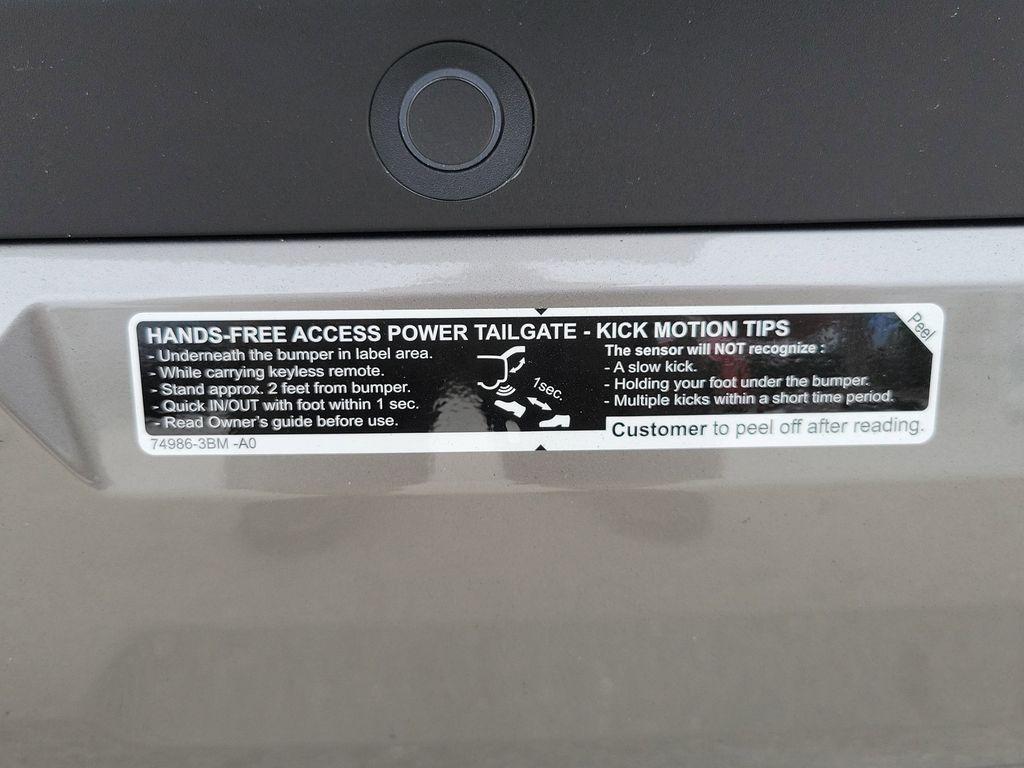 HANDS-FREE ACCESS POWER TAILGATE - KICK MOTION TIPS
- Underneath the bumper in label area.
- While carrying keyless remote.
- Stand approx. 2 feet from bumper.
- Quick IN/OUT with foot within 1 sec.
- Read Owner's guide before use.
74986-3BM -A0
1sec.
The sensor will NOT recognize :
- A slow kick.
- Holding your foot under the bumper.
- Multiple kicks within a short time period.
Customer to peel off after reading.
Peel